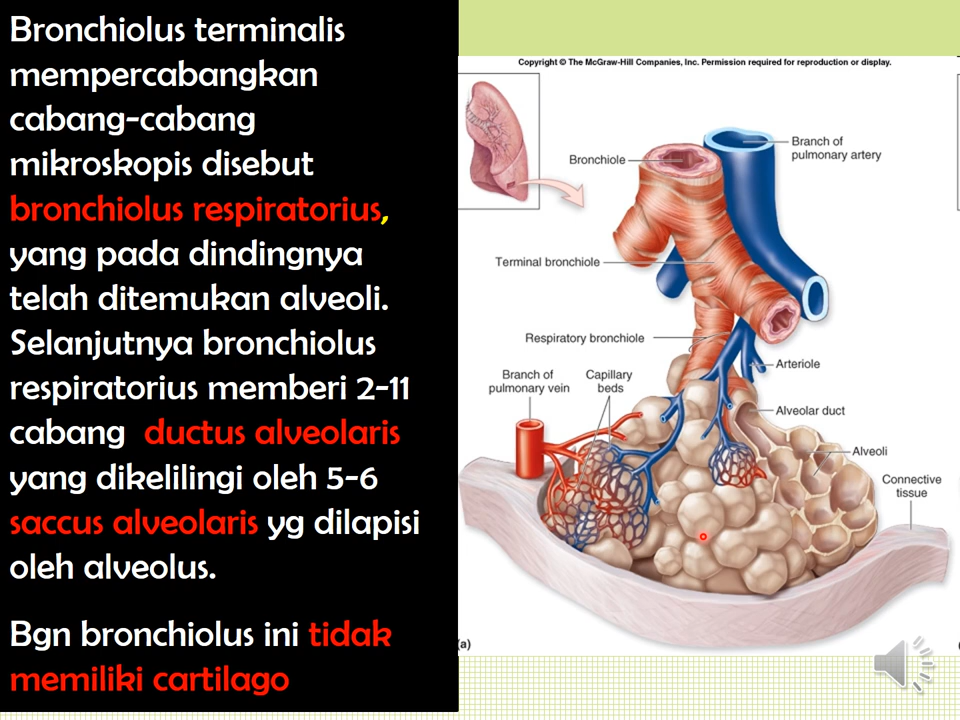 Bronchiolus terminalis
mempercabangkan
cabang-cabang
mikroskopis disebut
bronchiolus respiratorius,
yang pada dindingnya
telah ditemukan alveoli.
Selanjutnya bronchiolus
respiratorius memberi 2-11
cabang ductus alveolaris
yang dikelilingi oleh 5-6
saccus alveolaris yg dilapisi
oleh alveolus.
Bgn bronchiolus ini tidak
memiliki cartilago
Copyright © The McGraw-Hill Companies, Inc. Permission required for reproduction or display.
Bronchiole
Branch of
pulmonary artery
Terminal bronchiole
Respiratory bronchiole
Arteriole
Branch of
pulmonary vein
Capillary
beds
Alveolar duct
Alveoli
Connective
tissue
(a)